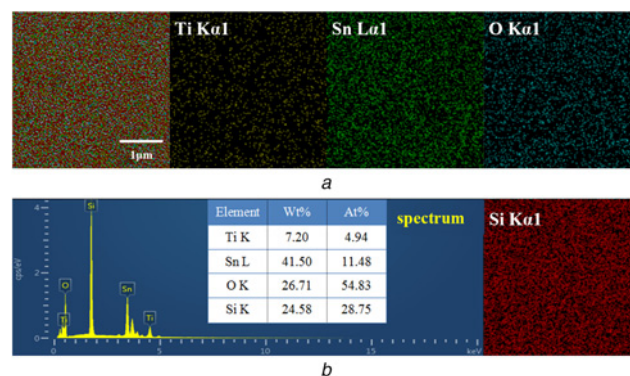 Ti Kα1
Sn Lα1
O Kα1
1μm
a
spectrum
Si Kα1
Element Wt% At%
Ti K 7.20 4.94
Sn L 41.50 11.48
O K 26.71 54.83
Si K 24.58 28.75
4
2
0
cps/eV
Si
O
Ti
Sn
Ti
0 5 10 15 keV
b